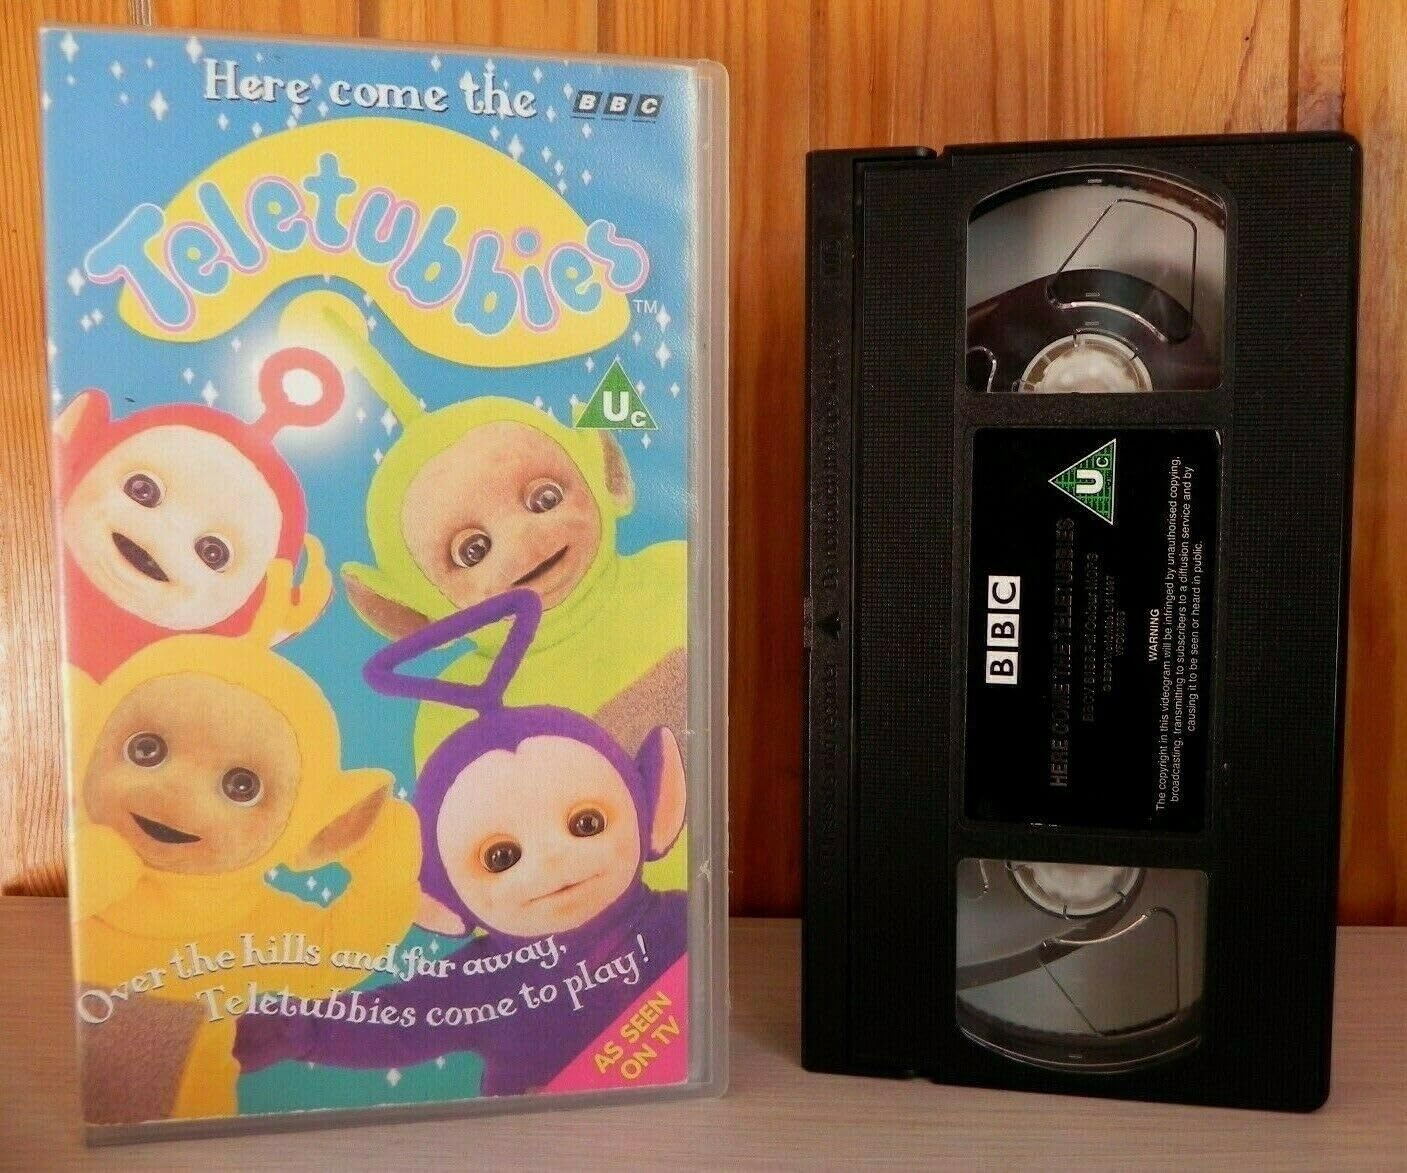 Here come the BBC
Teletubbies
TM
Uc
Over the hills and far away,
Teletubbies come to play!
AS SEEN
ON TV
BBC
Uc
HERE COME THE TELETUBBIES
WARNING
The copyright in this videogram will be infringed by unauthorised copying,
broadcasting, transmitting to subscribers to a diffusion service and by
causing it to be seen or heard in public.